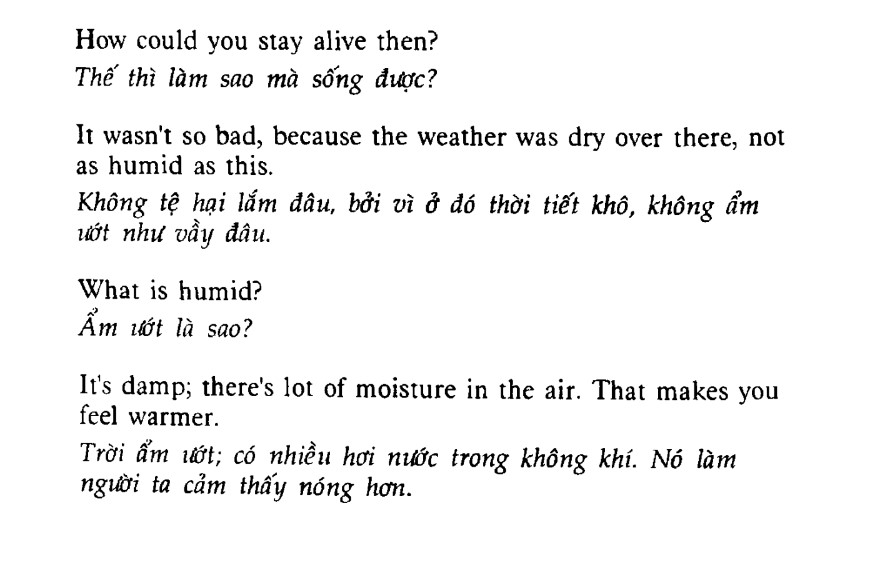 How could you stay alive then?
Thế thì làm sao mà sống được?
It wasn't so bad, because the weather was dry over there, not
as humid as this.
Không tệ hại lắm đâu, bởi vì ở đó thời tiết khô, không ẩm
ướt như vầy đâu.
What is humid?
Ẩm ướt là sao?
It's damp; there's lot of moisture in the air. That makes you
feel warmer.
Trời ẩm ướt; có nhiều hơi nước trong không khí. Nó làm
người ta cảm thấy nóng hơn.